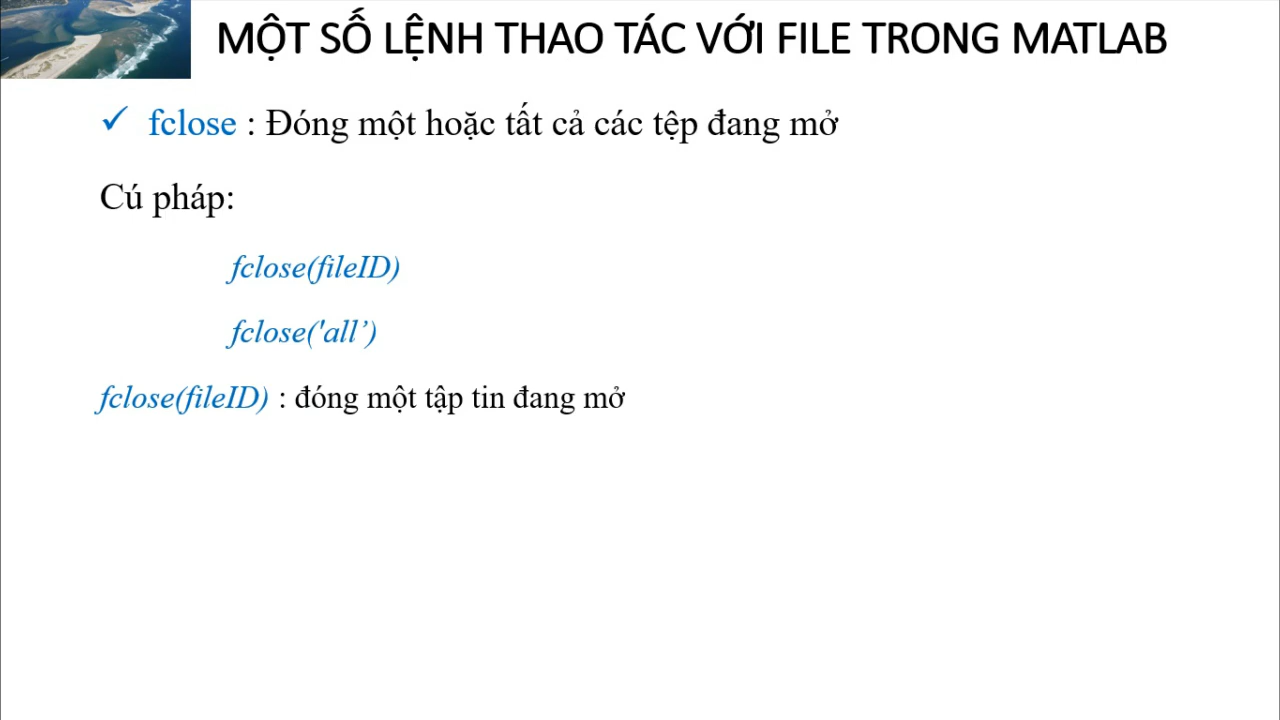 MỘT SỐ LỆNH THAO TÁC VỚI FILE TRONG MATLAB
✓ fclose : Đóng một hoặc tất cả các tệp đang mở
Cú pháp:
fclose(fileID)
fclose('all’)
fclose(fileID) : đóng một tập tin đang mở